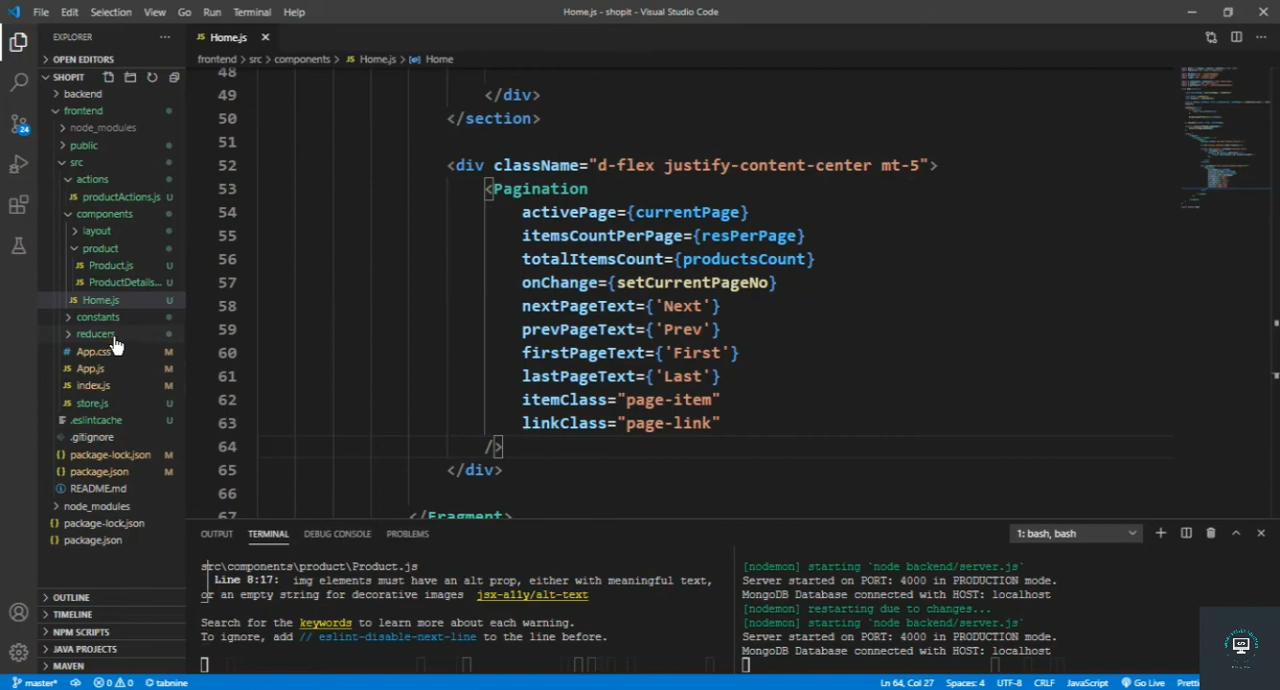 File Edit Selection View Go Run Terminal Help
Home.js - shopit - Visual Studio Code
EXPLORER
OPEN EDITORS
SHOPIT
backend
frontend
node_modules
public
src
actions
productActions.js U
components
layout
product
Product.js U
ProductDetails... U
Home.js U
constants
reducers
App.css M
App.js M
index.js M
store.js U
.eslintcache U
.gitignore
package-lock.json M
package.json M
README.md
node_modules
package-lock.json
package.json
OUTLINE
TIMELINE
NPM SCRIPTS
JAVA PROJECTS
MAVEN
24
JS Home.js
frontend > src > components > JS Home.js > Home
48
49 </div>
50 </section>
51
52 <div className="d-flex justify-content-center mt-5">
53 <Pagination
54 activePage={currentPage}
55 itemsCountPerPage={resPerPage}
56 totalItemsCount={productsCount}
57 onChange={setCurrentPageNo}
58 nextPageText={'Next'}
59 prevPageText={'Prev'}
60 firstPageText={'First'}
61 lastPageText={'Last'}
62 itemClass="page-item"
63 linkClass="page-link"
64 />
65 </div>
66
67 </Fragment>
OUTPUT TERMINAL DEBUG CONSOLE PROBLEMS
1: bash, bash
src\components\product\Product.js
Line 8:17: img elements must have an alt prop, either with meaningful text,
or an empty string for decorative images jsx-a11y/alt-text
Search for the keywords to learn more about each warning.
To ignore, add // eslint-disable-next-line to the line before.
[nodemon] starting `node backend/server.js`
Server started on PORT: 4000 in PRODUCTION mode.
MongoDB Database connected with HOST: localhost
[nodemon] restarting due to changes...
[nodemon] starting `node backend/server.js`
Server started on PORT: 4000 in PRODUCTION mode.
MongoDB Database connected with HOST: localhost
master* 0 0 tabnine
Ln 64, Col 27 Spaces: 4 UTF-8 CRLF JavaScript Go Live